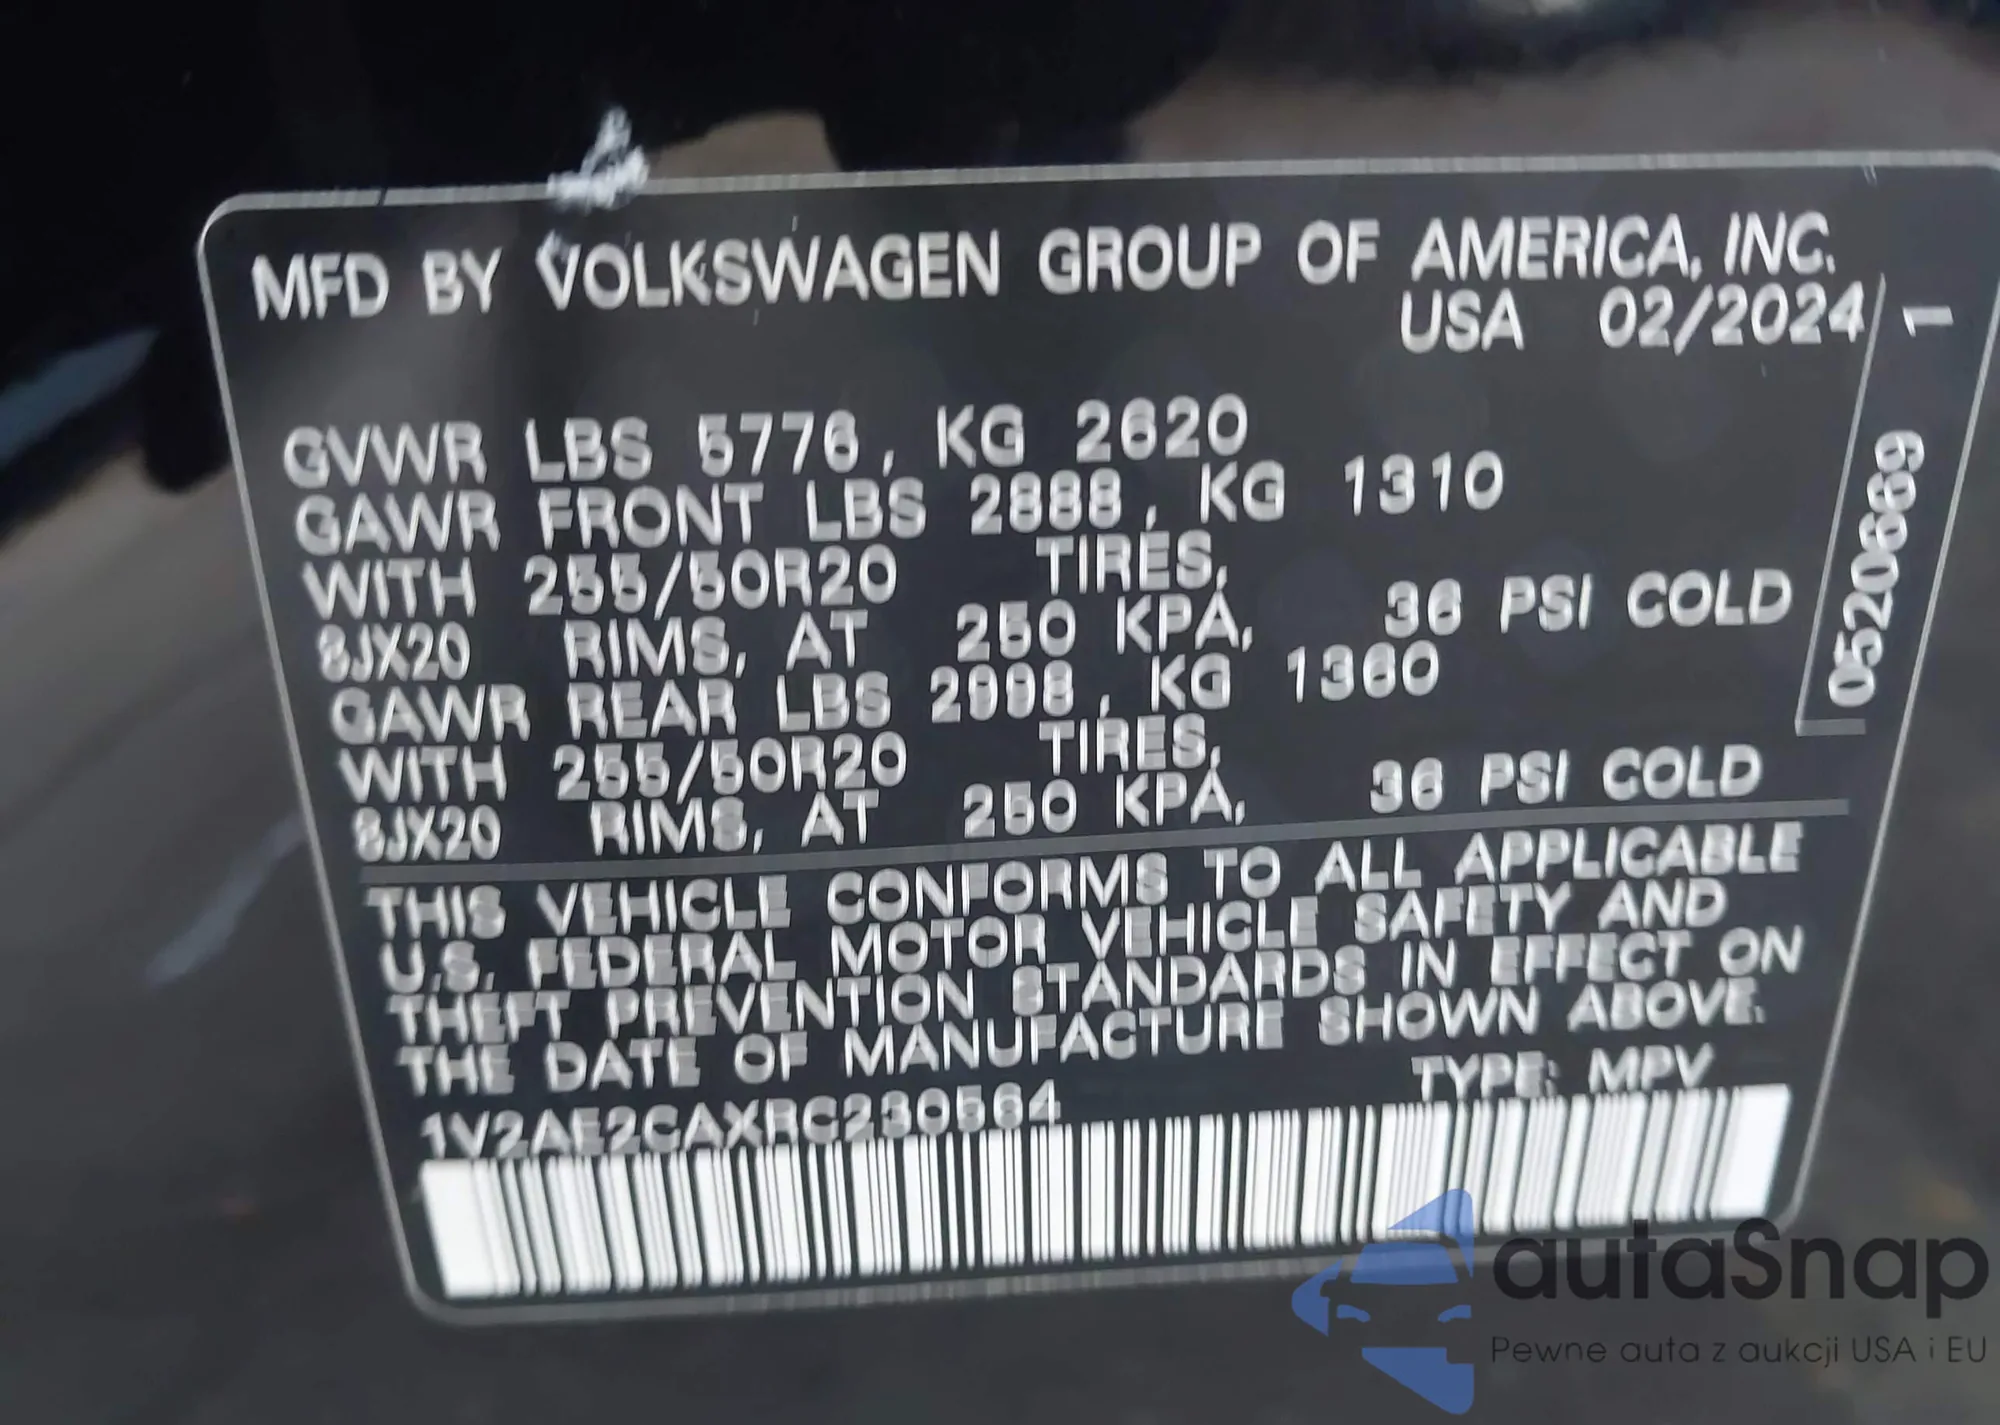 MFD BY VOLKSWAGEN GROUP OF AMERICA, INC.
USA 02/2024
GVWR LBS 5776, KG 2620
GAWR FRONT LBS 2888, KG 1310
WITH 255/50R20 TIRES,
8JX20 RIMS, AT 250 KPA, 36 PSI COLD
GAWR REAR LBS 2998, KG 1360
WITH 255/50R20 TIRES,
8JX20 RIMS, AT 250 KPA, 36 PSI COLD
THIS VEHICLE CONFORMS TO ALL APPLICABLE
U.S. FEDERAL MOTOR VEHICLE SAFETY AND
THEFT PREVENTION STANDARDS IN EFFECT ON
THE DATE OF MANUFACTURE SHOWN ABOVE.
TYPE: MPV
1V2AE2CAXRC230564
0520669 1
autaSnap
Pewne auta z aukcji USA i EU